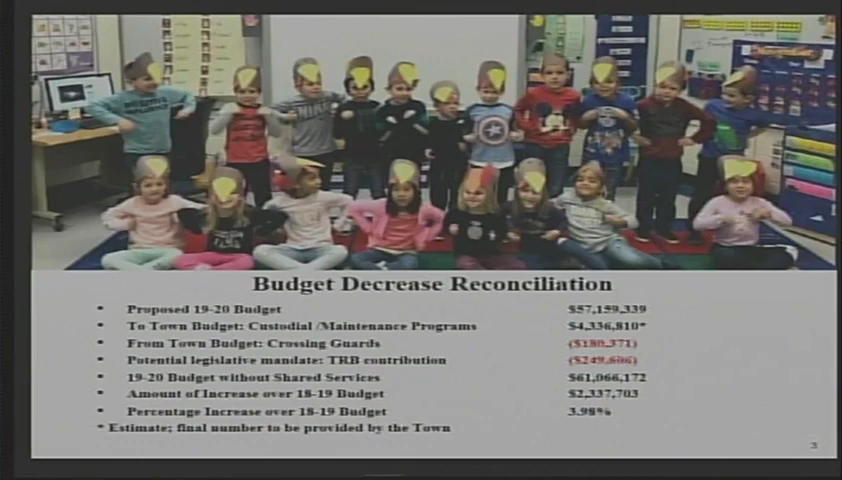 Budget Decrease Reconciliation
• Proposed 19-20 Budget $57,159,339
• To Town Budget: Custodial /Maintenance Programs $4,336,810*
• From Town Budget: Crossing Guards ($180,371)
• Potential legislative mandate: TRB contribution ($249,606)
• 19-20 Budget without Shared Services $61,066,172
• Amount of Increase over 18-19 Budget $2,337,703
• Percentage Increase over 18-19 Budget 3.98%
* Estimate; final number to be provided by the Town
3